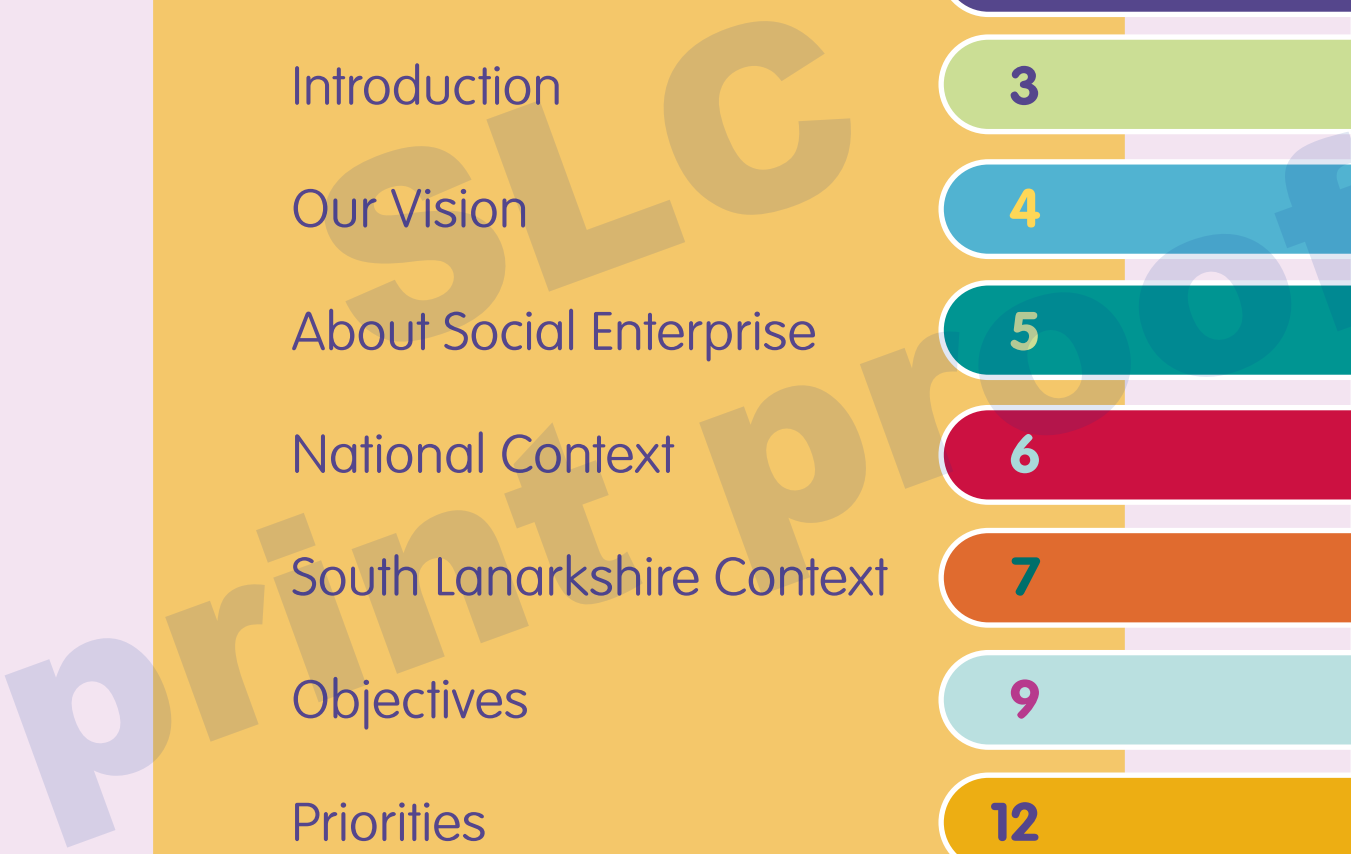 Introduction 3
Our Vision 4
About Social Enterprise 5
National Context 6
South Lanarkshire Context 7
Objectives 9
Priorities 12
SLC
print proof